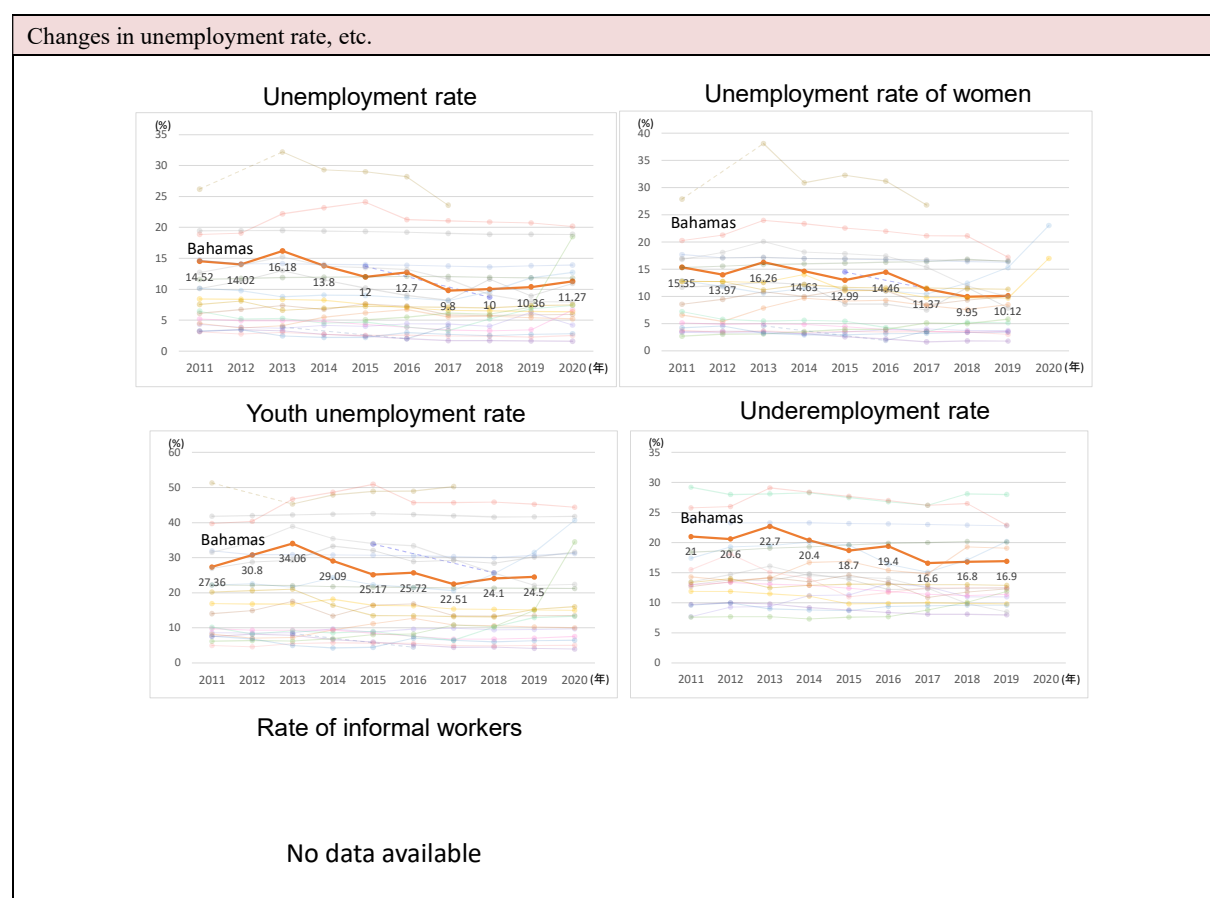 Changes in unemployment rate, etc.
Unemployment rate
(%)
35
30
25
20
15
10
5
0
Bahamas
14.52 14.02 16.18 13.8 12 12.7 9.8 10 10.36 11.27
2011 2012 2013 2014 2015 2016 2017 2018 2019 2020 (年)
Unemployment rate of women
(%)
40
35
30
25
20
15
10
5
0
Bahamas
15.35 13.97 16.26 14.63 12.99 14.46 11.37 9.95 10.12
2011 2012 2013 2014 2015 2016 2017 2018 2019 2020 (年)
Youth unemployment rate
(%)
60
50
40
30
20
10
0
Bahamas
27.36 30.8 34.06 29.09 25.17 25.72 22.51 24.1 24.5
2011 2012 2013 2014 2015 2016 2017 2018 2019 2020 (年)
Underemployment rate
(%)
35
30
25
20
15
10
5
0
Bahamas
21 20.6 22.7 20.4 18.7 19.4 16.6 16.8 16.9
2011 2012 2013 2014 2015 2016 2017 2018 2019 2020 (年)
Rate of informal workers
No data available